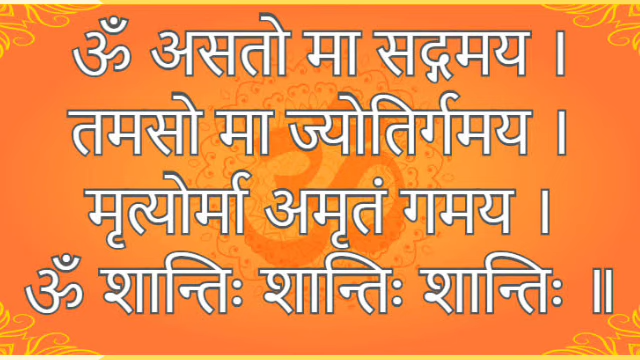 ॐ असतो मा सद्गमय ।
तमसो मा ज्योतिर्गमय ।
मृत्योर्मा अमृतं गमय ।
ॐ शान्तिः शान्तिः शान्तिः ॥